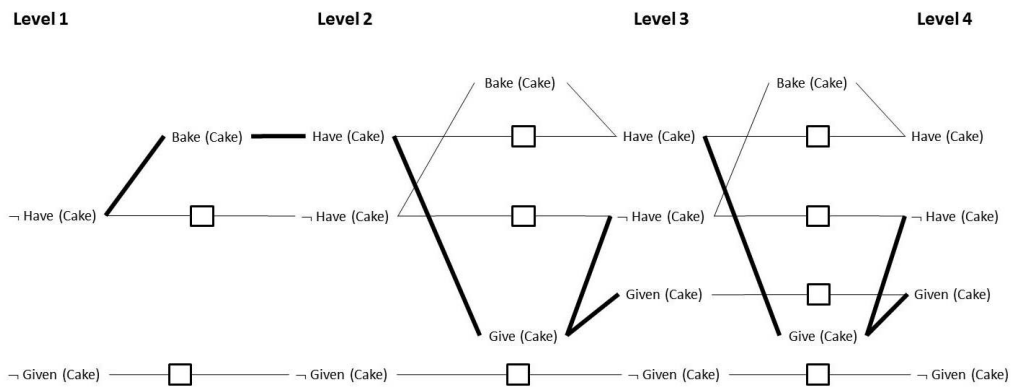 Level 1 Level 2 Level 3 Level 4
Bake (Cake) Bake (Cake)
Bake (Cake) Have (Cake) Have (Cake) Have (Cake)
¬ Have (Cake) ¬ Have (Cake) ¬ Have (Cake) ¬ Have (Cake)
Given (Cake) Given (Cake)
Give (Cake) Give (Cake)
¬ Given (Cake) ¬ Given (Cake) ¬ Given (Cake) ¬ Given (Cake)